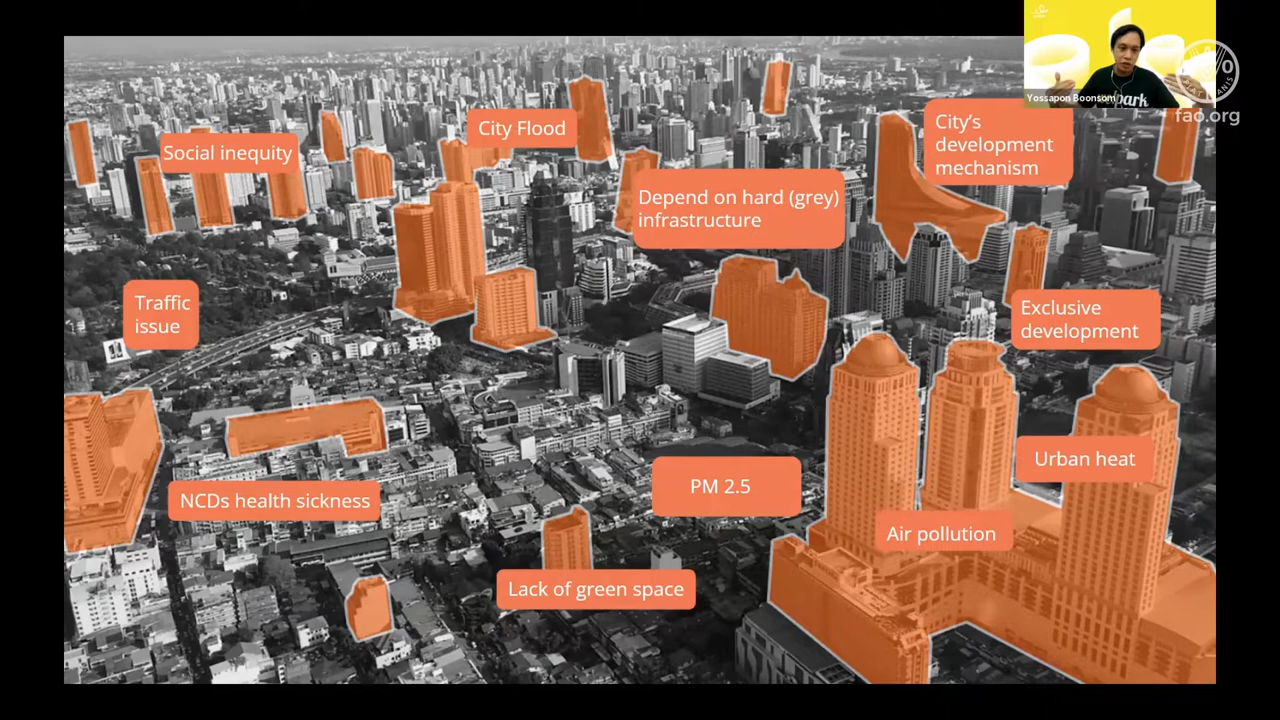 Yossapon Boonsom
park
fao.org
City's
development
mechanism
City Flood
Social inequity
Depend on hard (grey)
infrastructure
Traffic
issue
Exclusive
development
Urban heat
PM 2.5
NCDs health sickness
Air pollution
Lack of green space